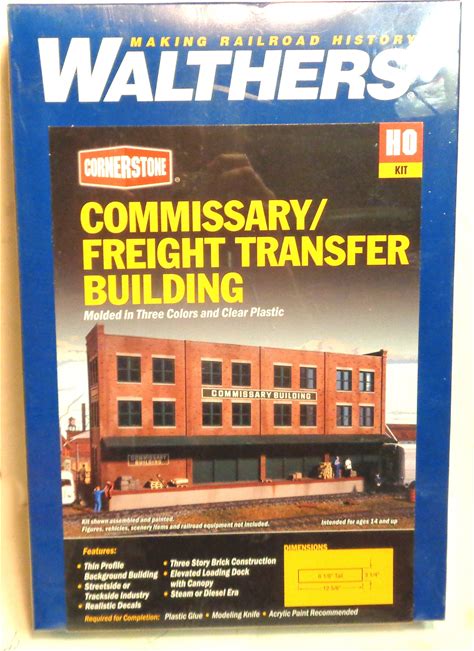 MAKING RAILROAD HISTORY
WALTHERS
CORNERSTONE
HO
KIT
COMMISSARY/
FREIGHT TRANSFER
BUILDING
Molded in Three Colors and Clear Plastic
COMMISSARY BUILDING
COMMISSARY
BUILDING
Kit shown assembled and painted.
Figures, vehicles, scenery items and railroad equipment not included.
Intended for ages 14 and up
Features:
• Thin Profile
Background Building
• Streetside or
Trackside Industry
• Realistic Decals
• Three Story Brick Construction
• Elevated Loading Dock
with Canopy
• Steam or Diesel Era
DIMENSIONS
Required for Completion: Plastic Glue • Modeling Knife • Acrylic Paint Recommended